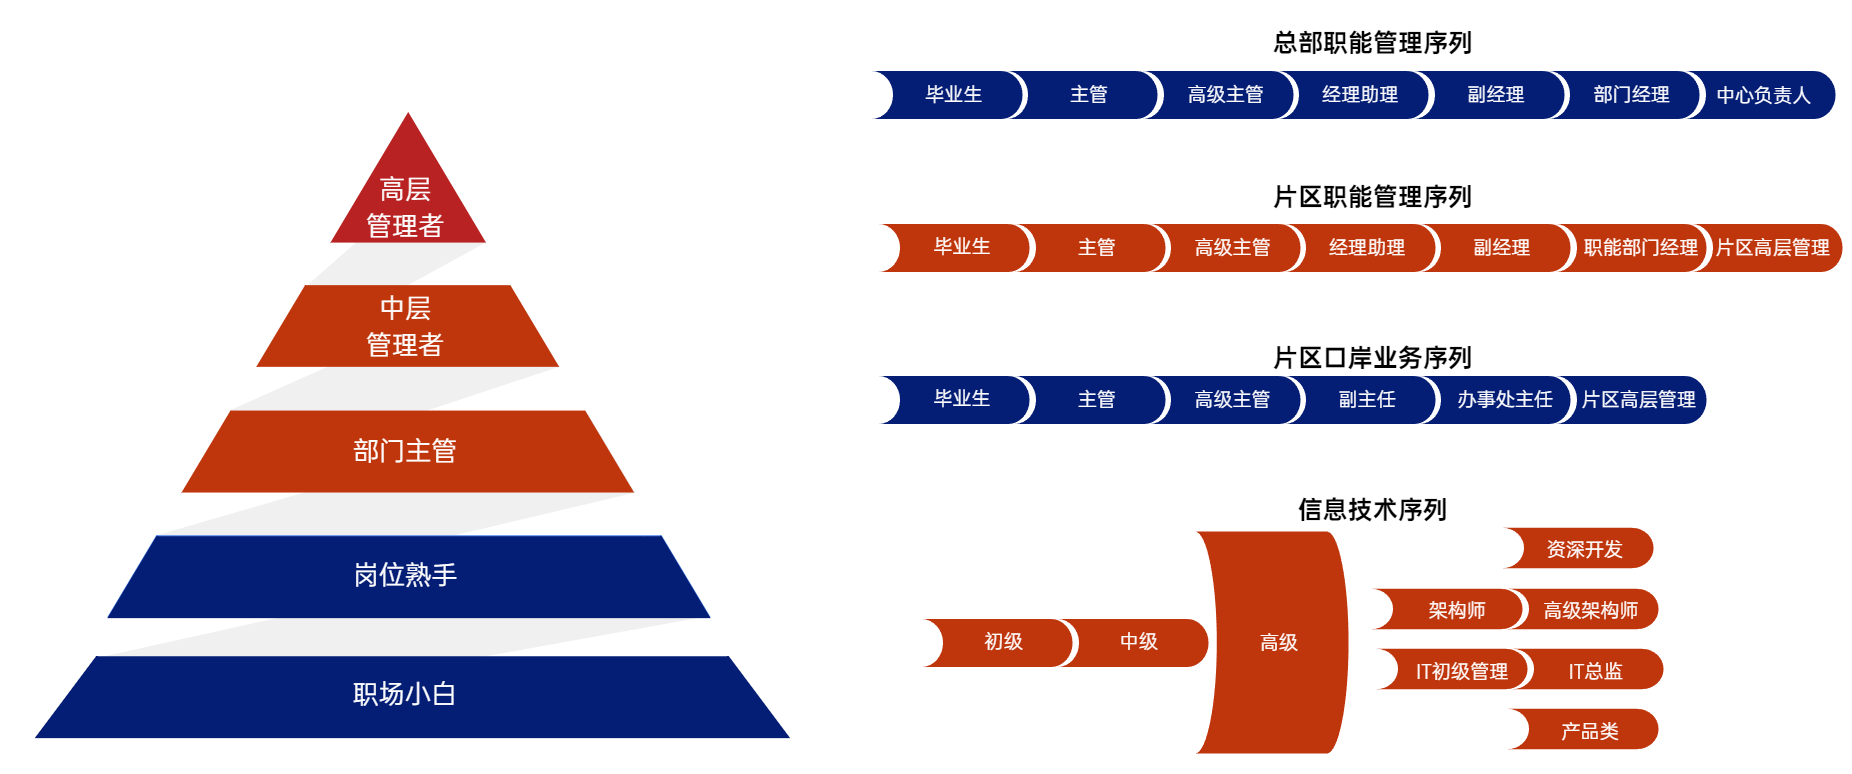 高层
管理者
中层
管理者
部门主管
岗位熟手
职场小白
总部职能管理序列
毕业生
主管
高级主管
经理助理
副经理
部门经理
中心负责人
片区职能管理序列
毕业生
主管
高级主管
经理助理
副经理
职能部门经理
片区高层管理
片区口岸业务序列
毕业生
主管
高级主管
副主任
办事处主任
片区高层管理
信息技术序列
初级
中级
高级
资深开发
架构师
高级架构师
IT初级管理
IT总监
产品类